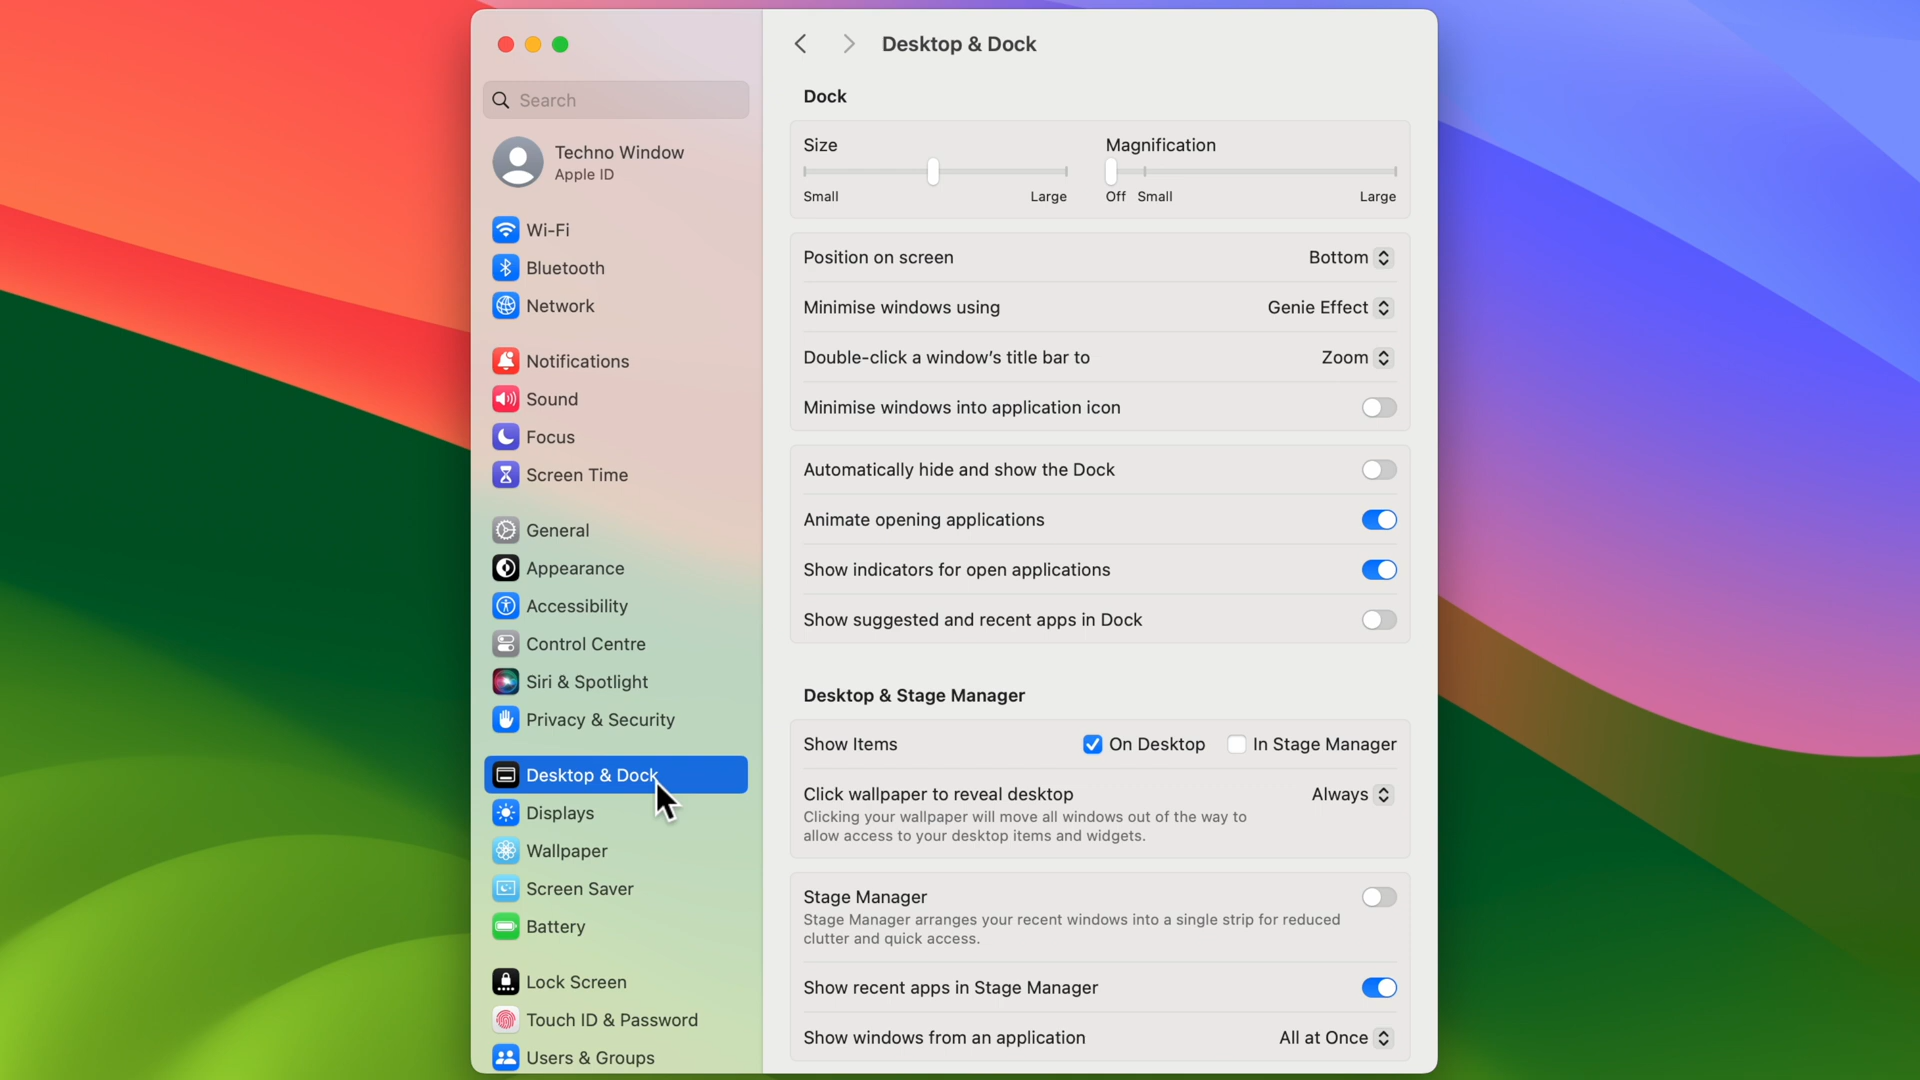 Search
Techno Window
Apple ID
Wi-Fi
Bluetooth
Network
Notifications
Sound
Focus
Screen Time
General
Appearance
Accessibility
Control Centre
Siri & Spotlight
Privacy & Security
Desktop & Dock
Displays
Wallpaper
Screen Saver
Battery
Lock Screen
Touch ID & Password
Users & Groups
Desktop & Dock
Dock
Size Magnification
Small Large Off Small Large
Position on screen Bottom
Minimise windows using Genie Effect
Double-click a window’s title bar to Zoom
Minimise windows into application icon
Automatically hide and show the Dock
Animate opening applications
Show indicators for open applications
Show suggested and recent apps in Dock
Desktop & Stage Manager
Show Items On Desktop In Stage Manager
Click wallpaper to reveal desktop Always
Clicking your wallpaper will move all windows out of the way to
allow access to your desktop items and widgets.
Stage Manager
Stage Manager arranges your recent windows into a single strip for reduced
clutter and quick access.
Show recent apps in Stage Manager
Show windows from an application All at Once